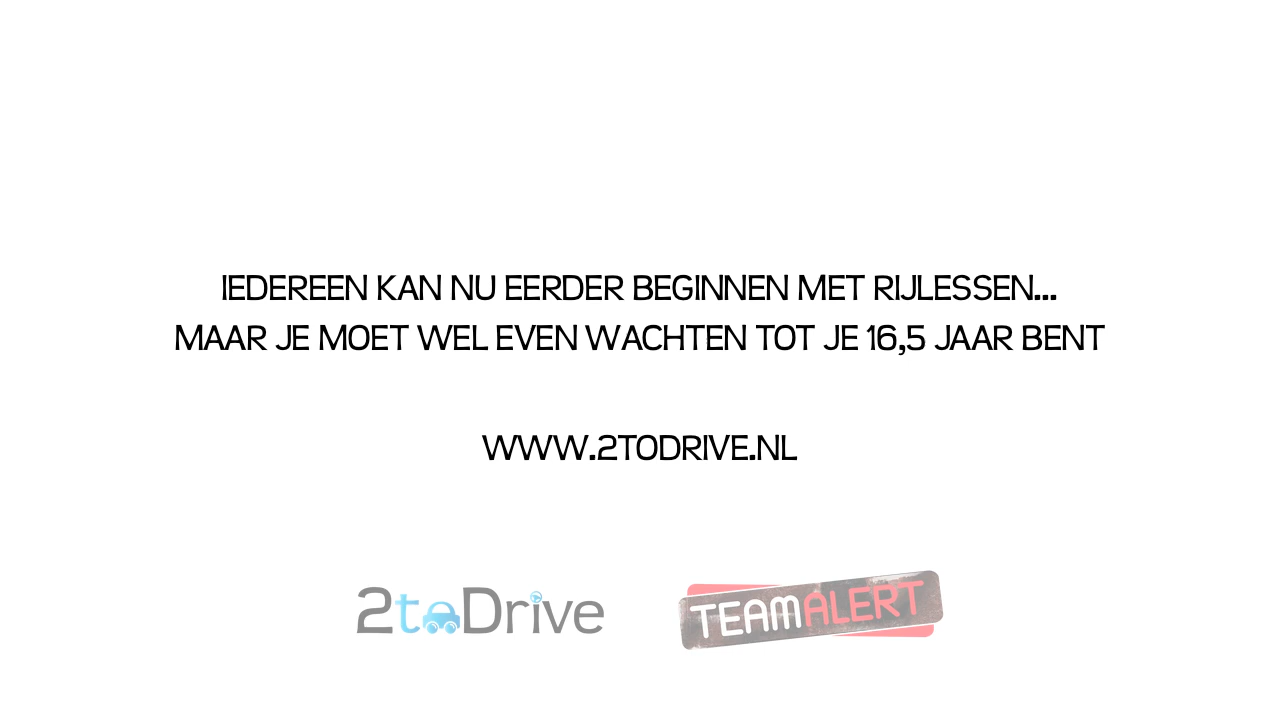 IEDEREEN KAN NU EERDER BEGINNEN MET RIJLESSEN...
MAAR JE MOET WEL EVEN WACHTEN TOT JE 16,5 JAAR BENT
WWW.2TODRIVE.NL
2toDrive
TEAMALERT